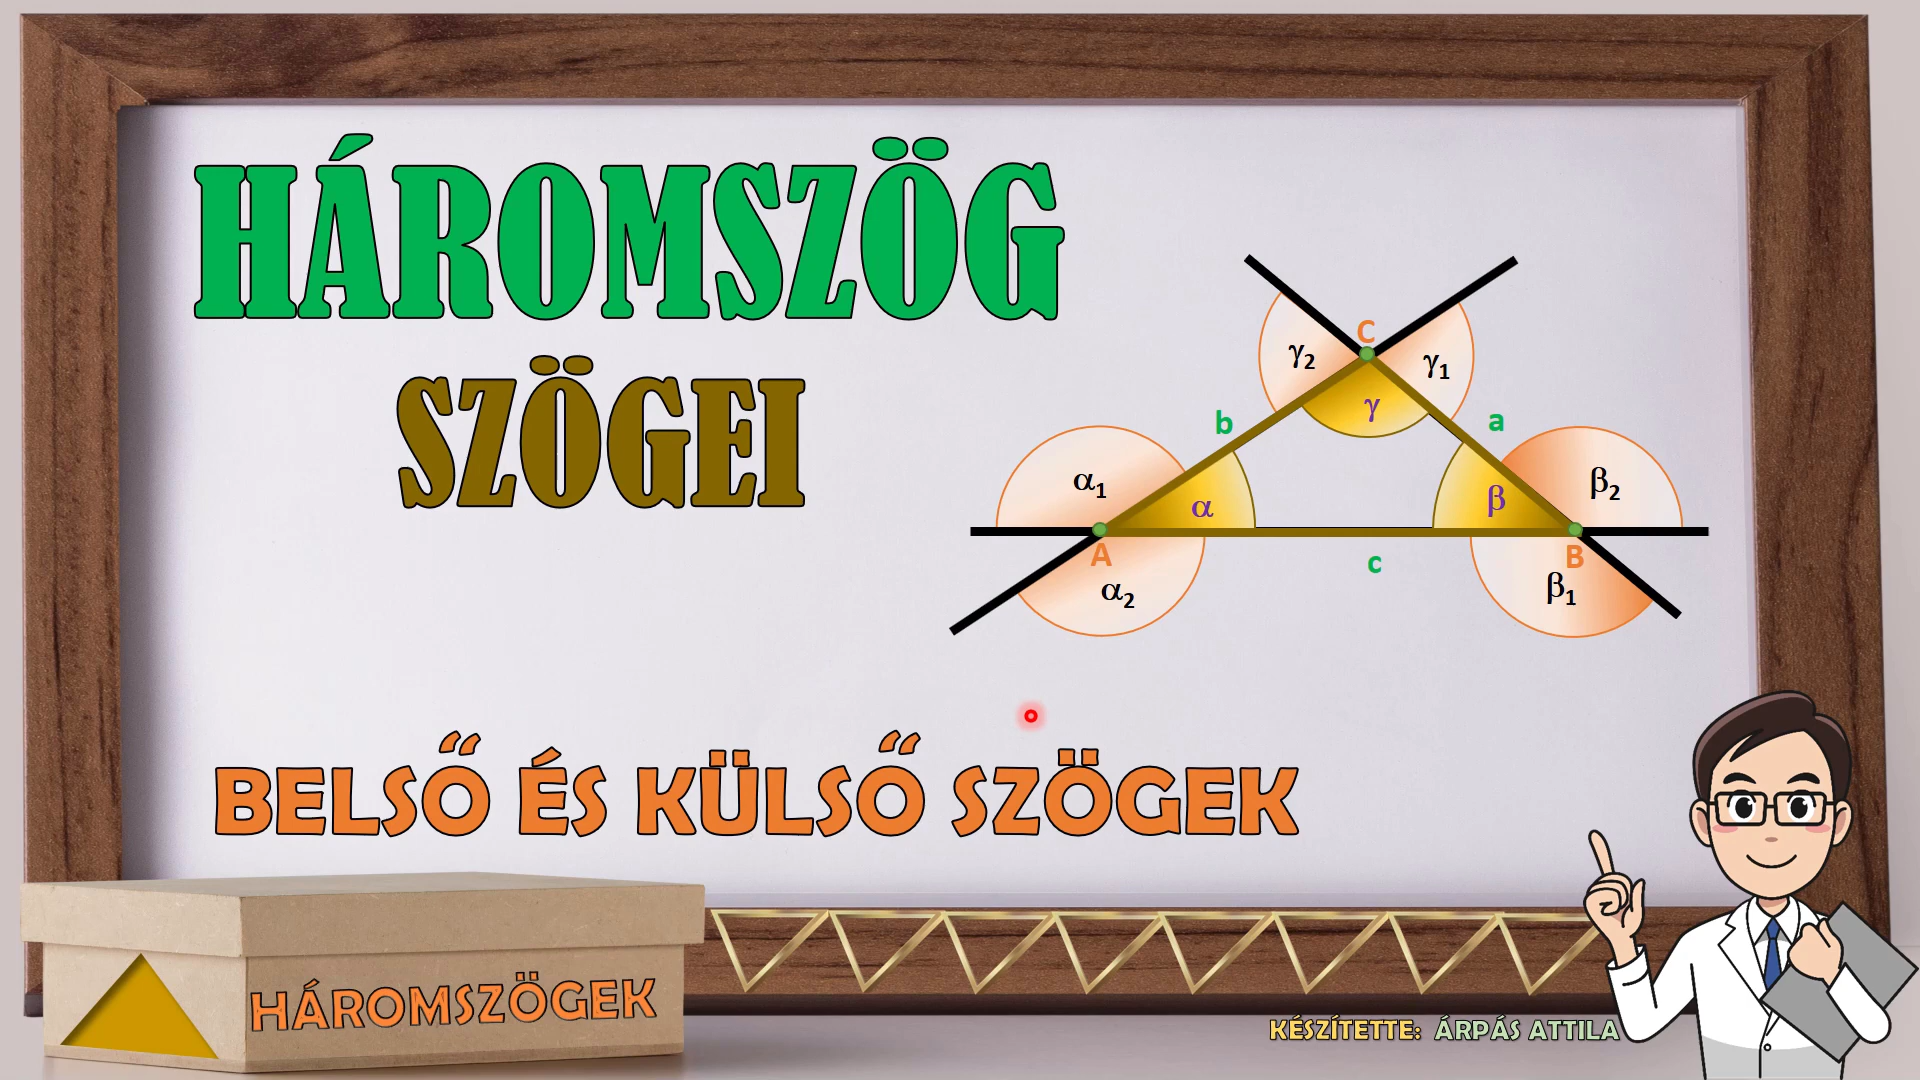 HÁROMSZÖG
SZÖGEI
C
γ2
γ1
γ
b
a
α1
α
β
β2
A
c
B
α2
β1
BELSŐ ÉS KÜLSŐ SZÖGEK
HÁROMSZÖGEK
KÉSZÍTETTE: ÁRPÁS ATTILA